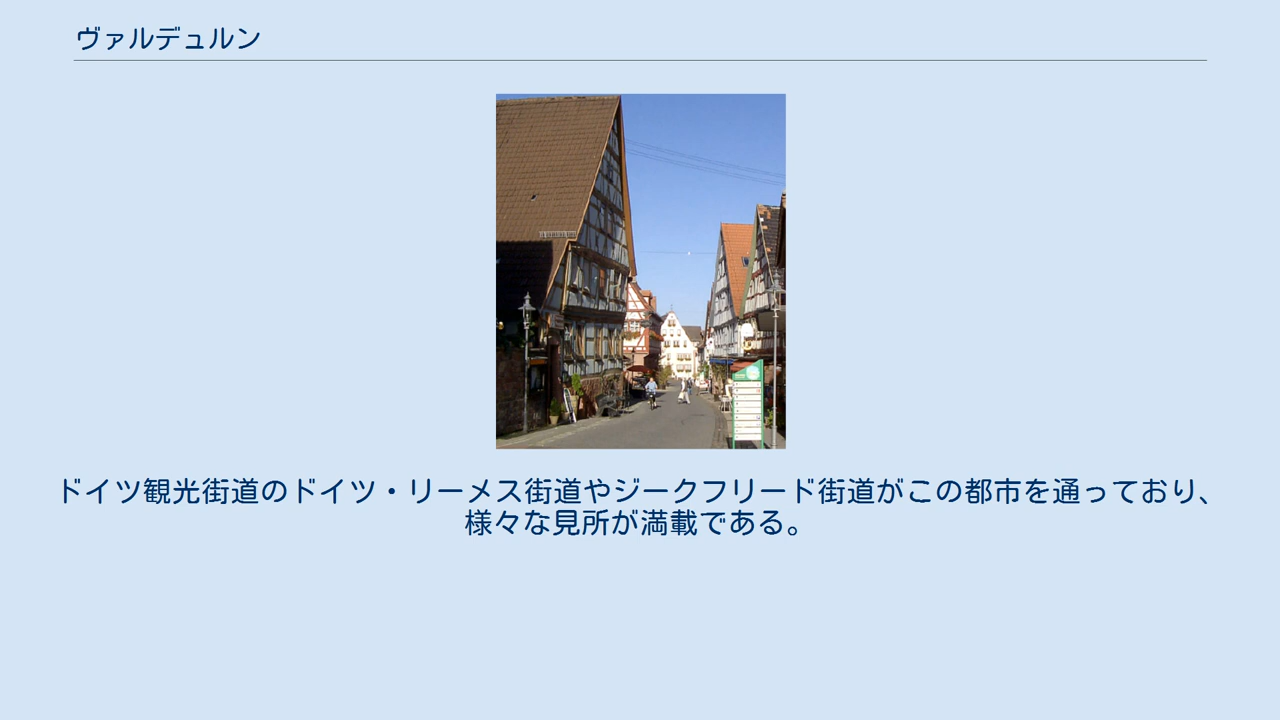 ヴァルデュルン
ドイツ観光街道のドイツ・リーメス街道やジークフリード街道がこの都市を通っており、
様々な見所が満載である。